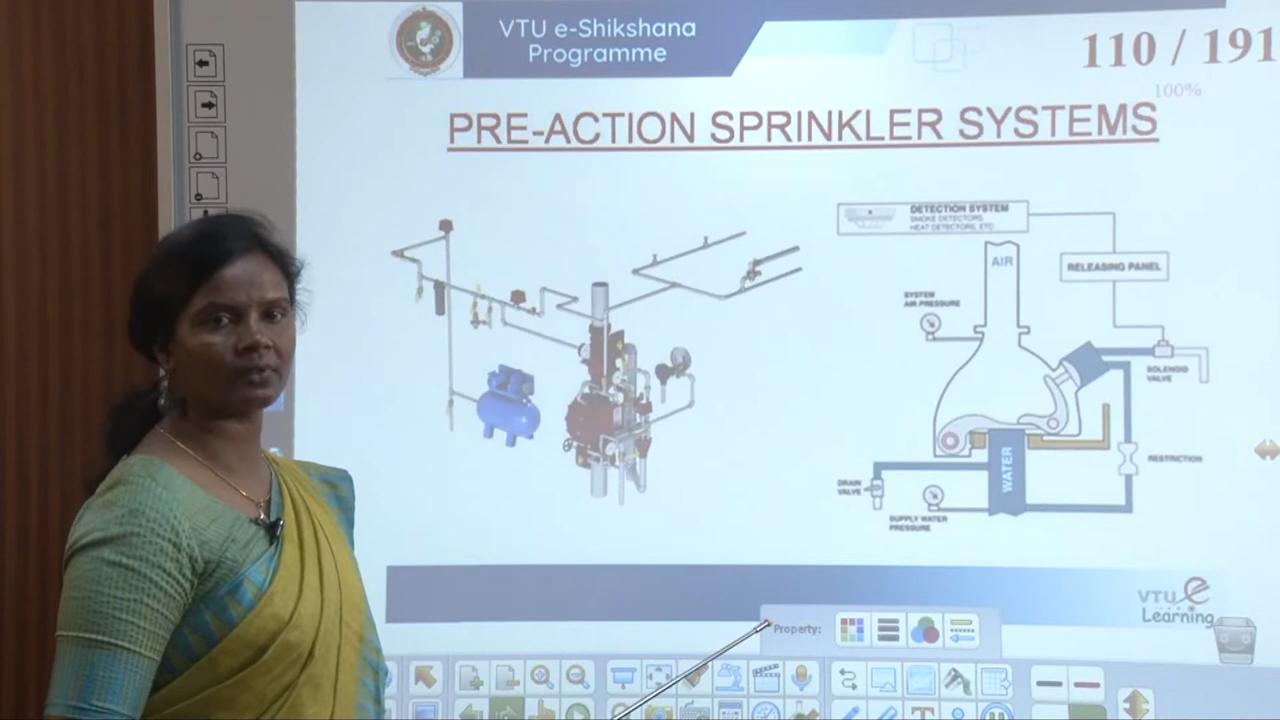 VTU e-Shikshana
Programme
110 / 191
100%
PRE-ACTION SPRINKLER SYSTEMS
DETECTION SYSTEM
SMOKE DETECTORS,
HEAT DETECTORS, ETC
AIR
RELEASING PANEL
SYSTEM
AIR PRESSURE
SOLENOID
VALVE
WATER
RESTRICTION
DRAIN
VALVE
SUPPLY WATER
PRESSURE
VTU e
Learning
Property: